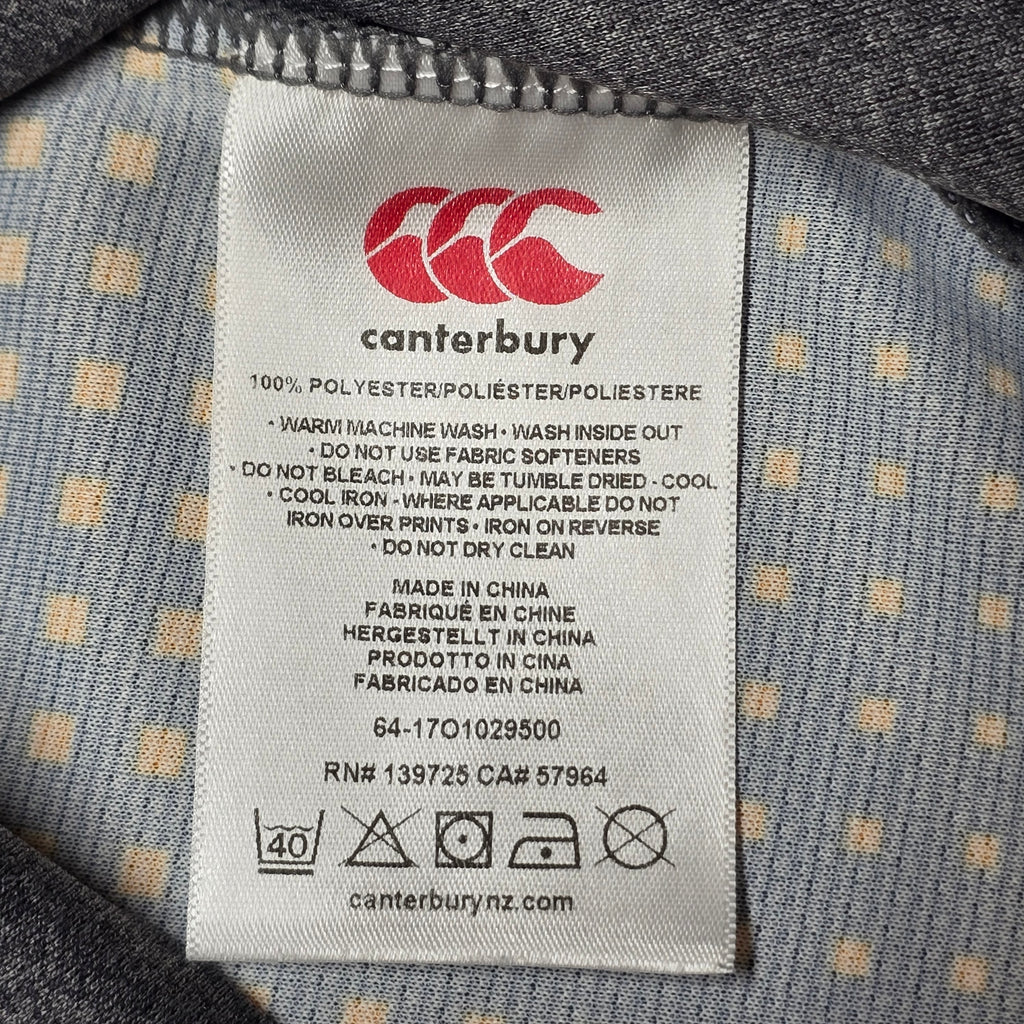 canterbury
100% POLYESTER/POLIÉSTER/POLIESTERE
• WARM MACHINE WASH • WASH INSIDE OUT
• DO NOT USE FABRIC SOFTENERS
• DO NOT BLEACH • MAY BE TUMBLE DRIED - COOL
• COOL IRON - WHERE APPLICABLE DO NOT
IRON OVER PRINTS • IRON ON REVERSE
• DO NOT DRY CLEAN
MADE IN CHINA
FABRIQUÉ EN CHINE
HERGESTELLT IN CHINA
PRODOTTO IN CINA
FABRICADO EN CHINA
64-17O1029500
RN# 139725 CA# 57964
40
canterburynz.com